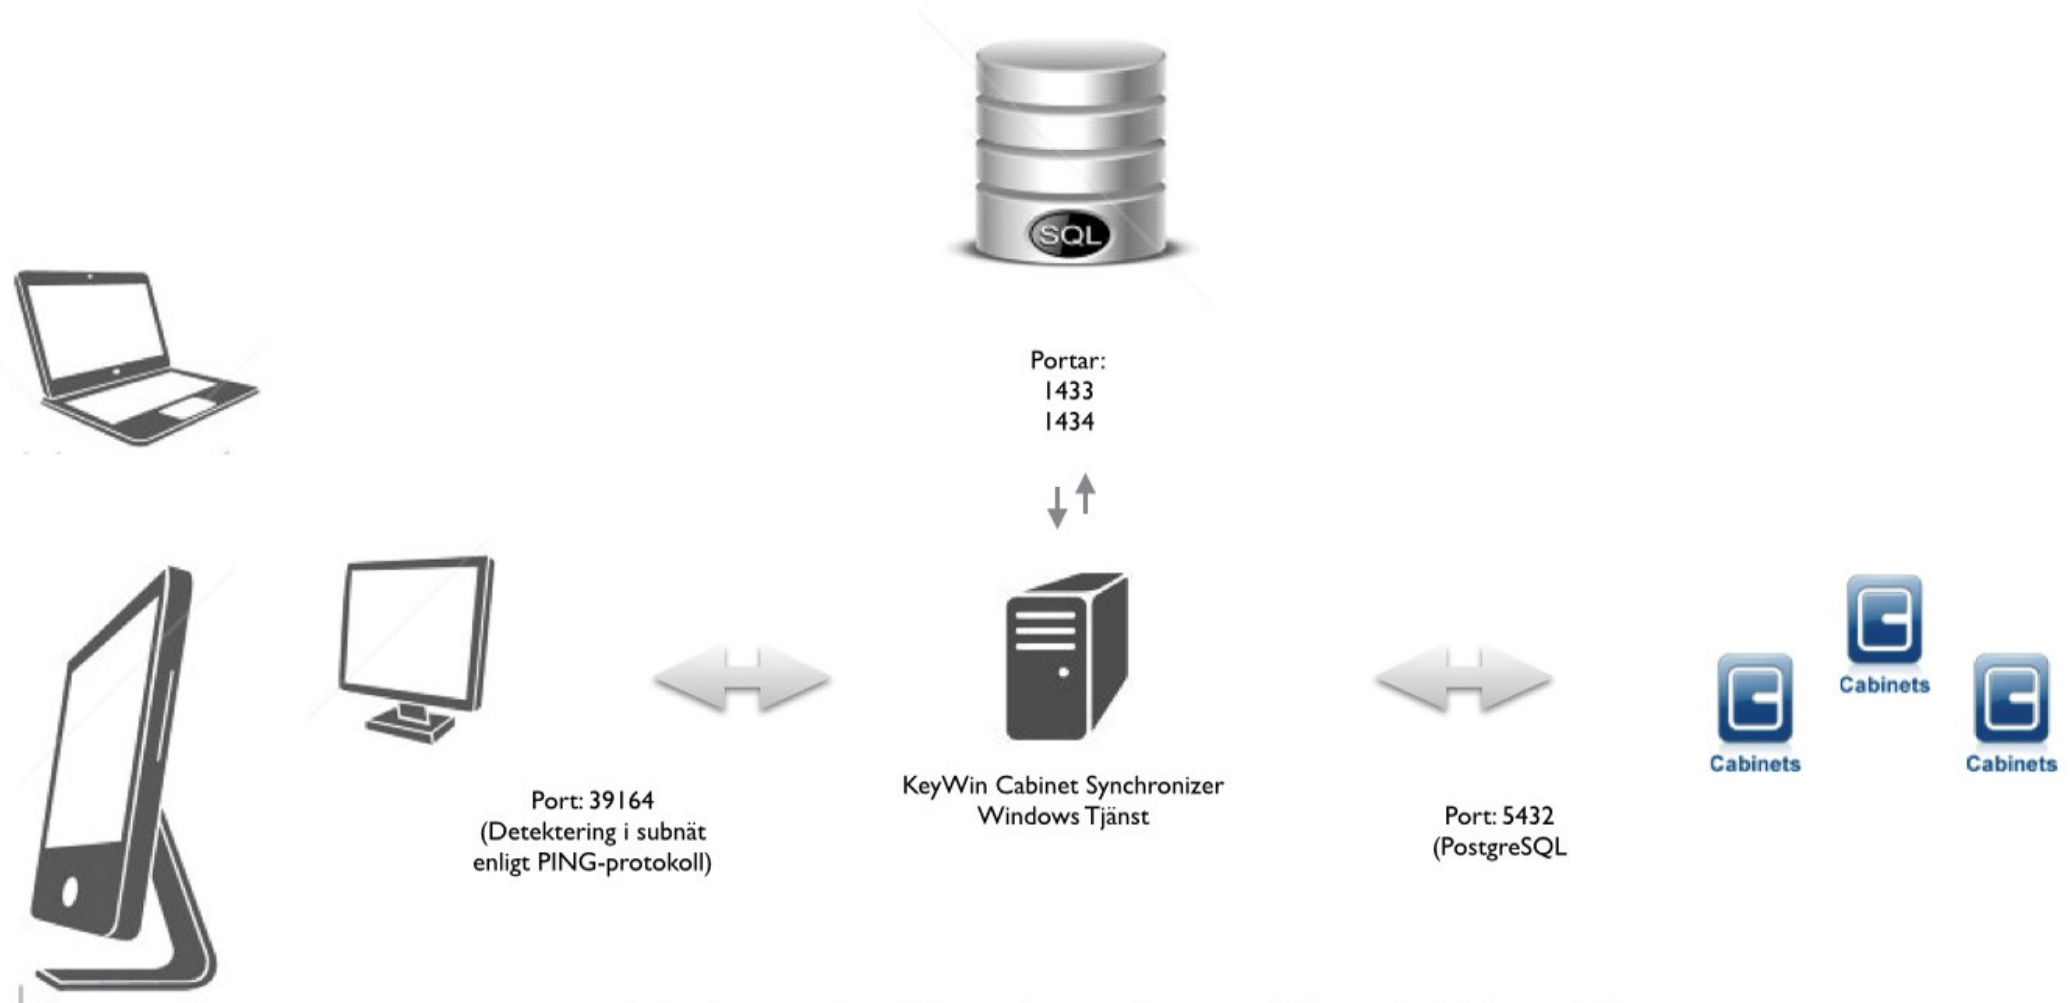 SQL
Portar:
1433
1434
Cabinets
Cabinets
Cabinets
KeyWin Cabinet Synchronizer
Windows Tjänst
Port: 39164
(Detektering i subnät
enligt PING-protokoll)
Port: 5432
(PostgreSQL